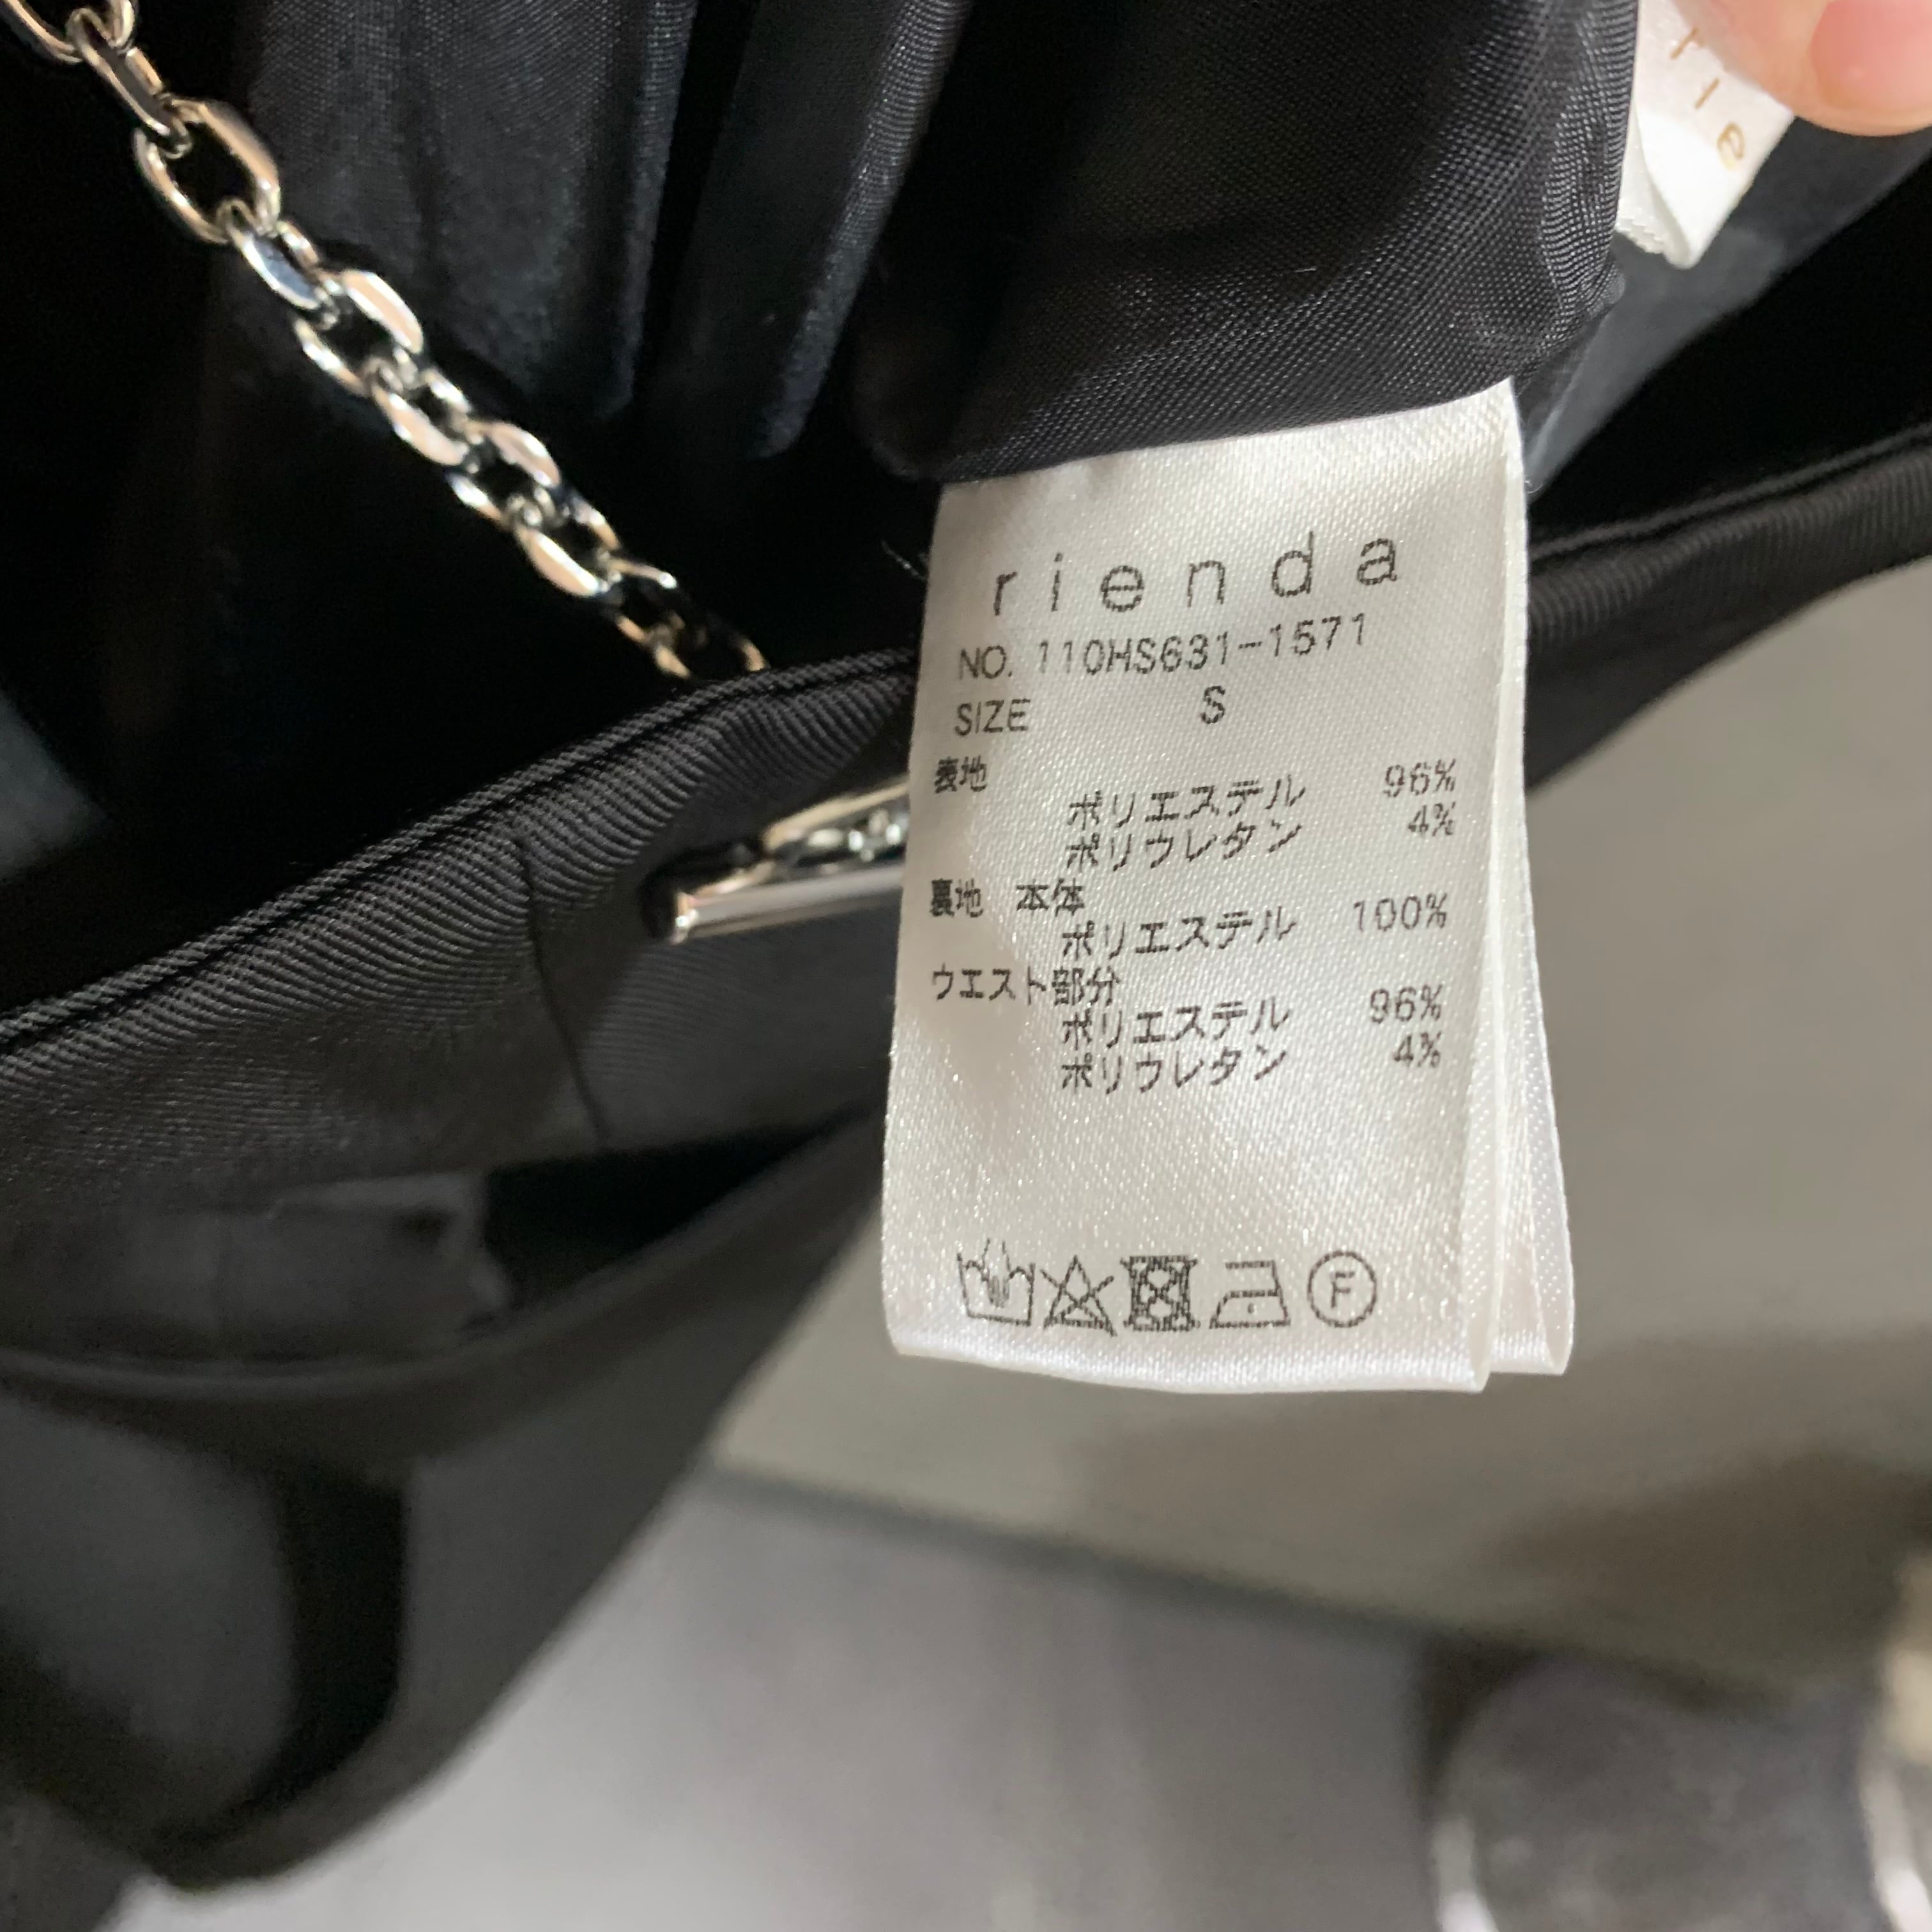 rie
rienda
NO. 110HS631-1571
SIZE S
表地
ポリエステル 96%
ポリウレタン 4%
裏地 本体
ポリエステル 100%
ウエスト部分
ポリエステル 96%
ポリウレタン 4%
F